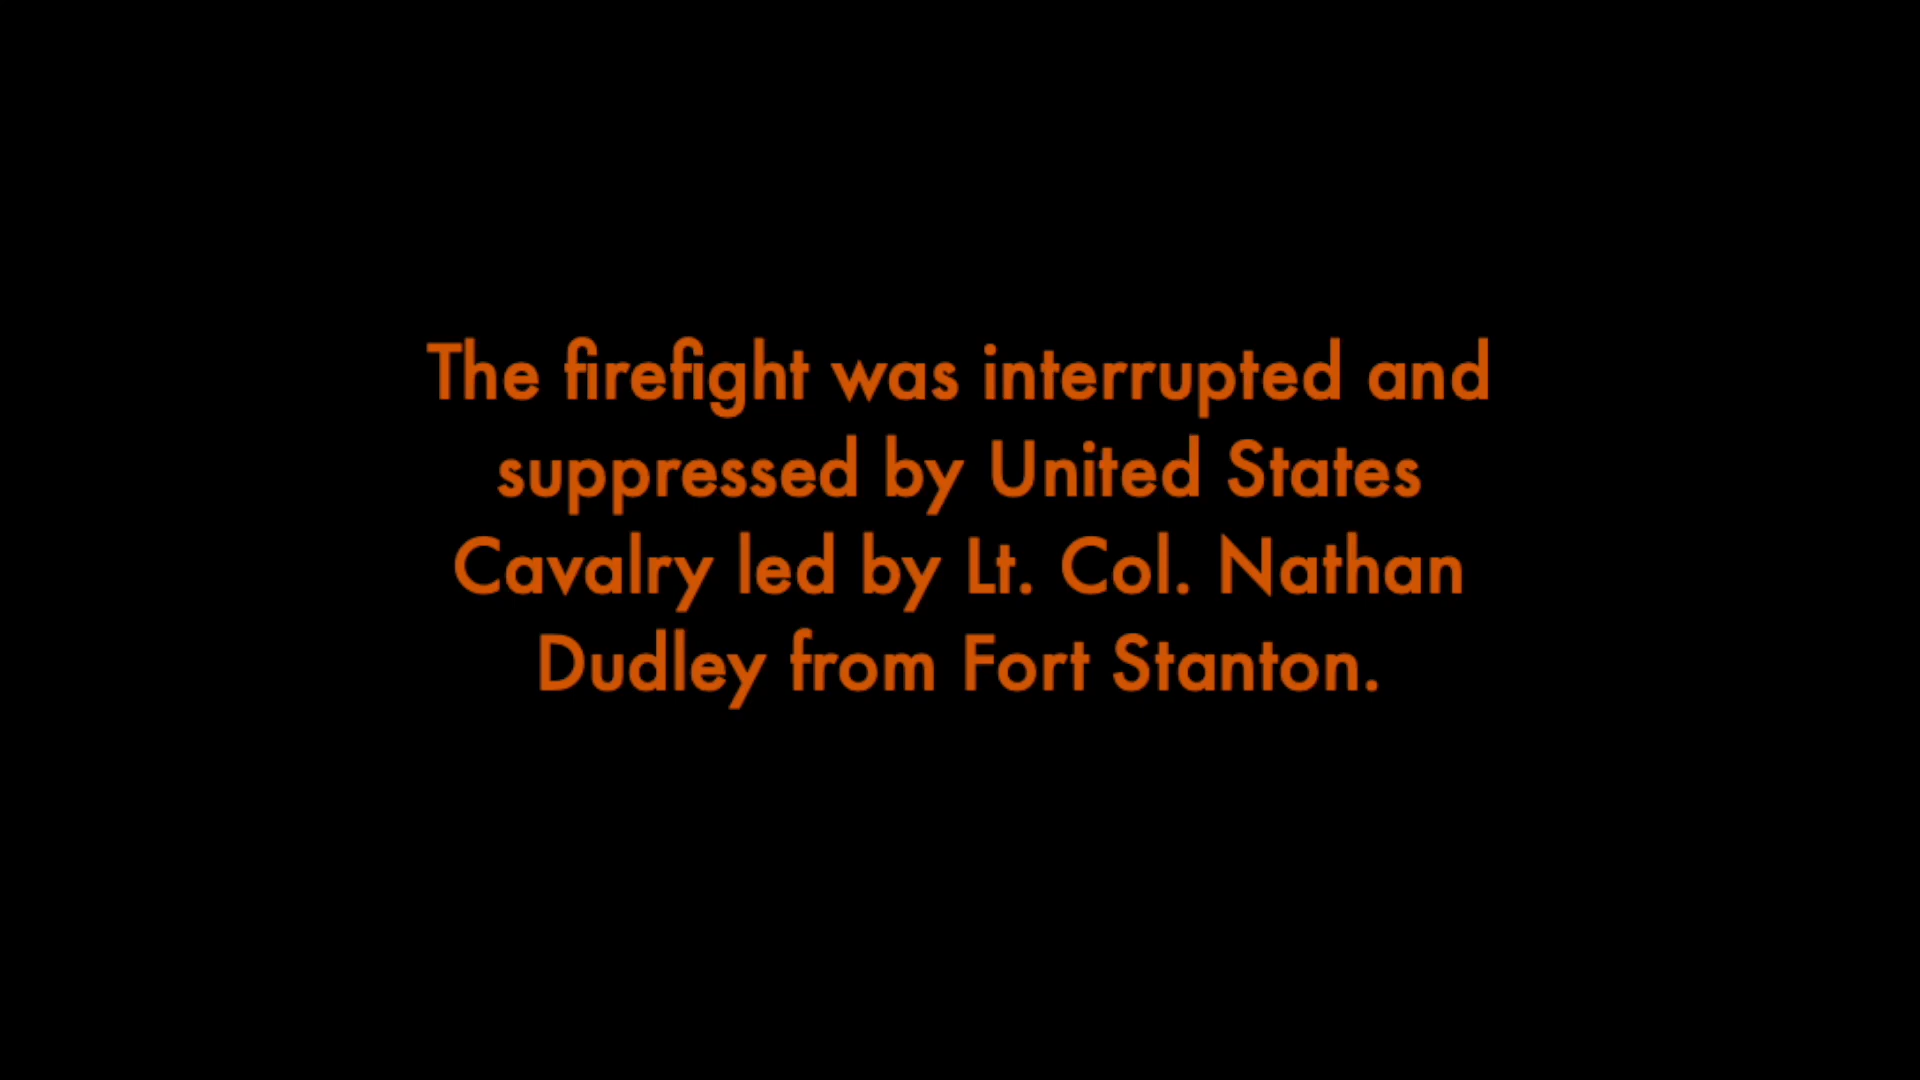 The firefight was interrupted and
suppressed by United States
Cavalry led by Lt. Col. Nathan
Dudley from Fort Stanton.